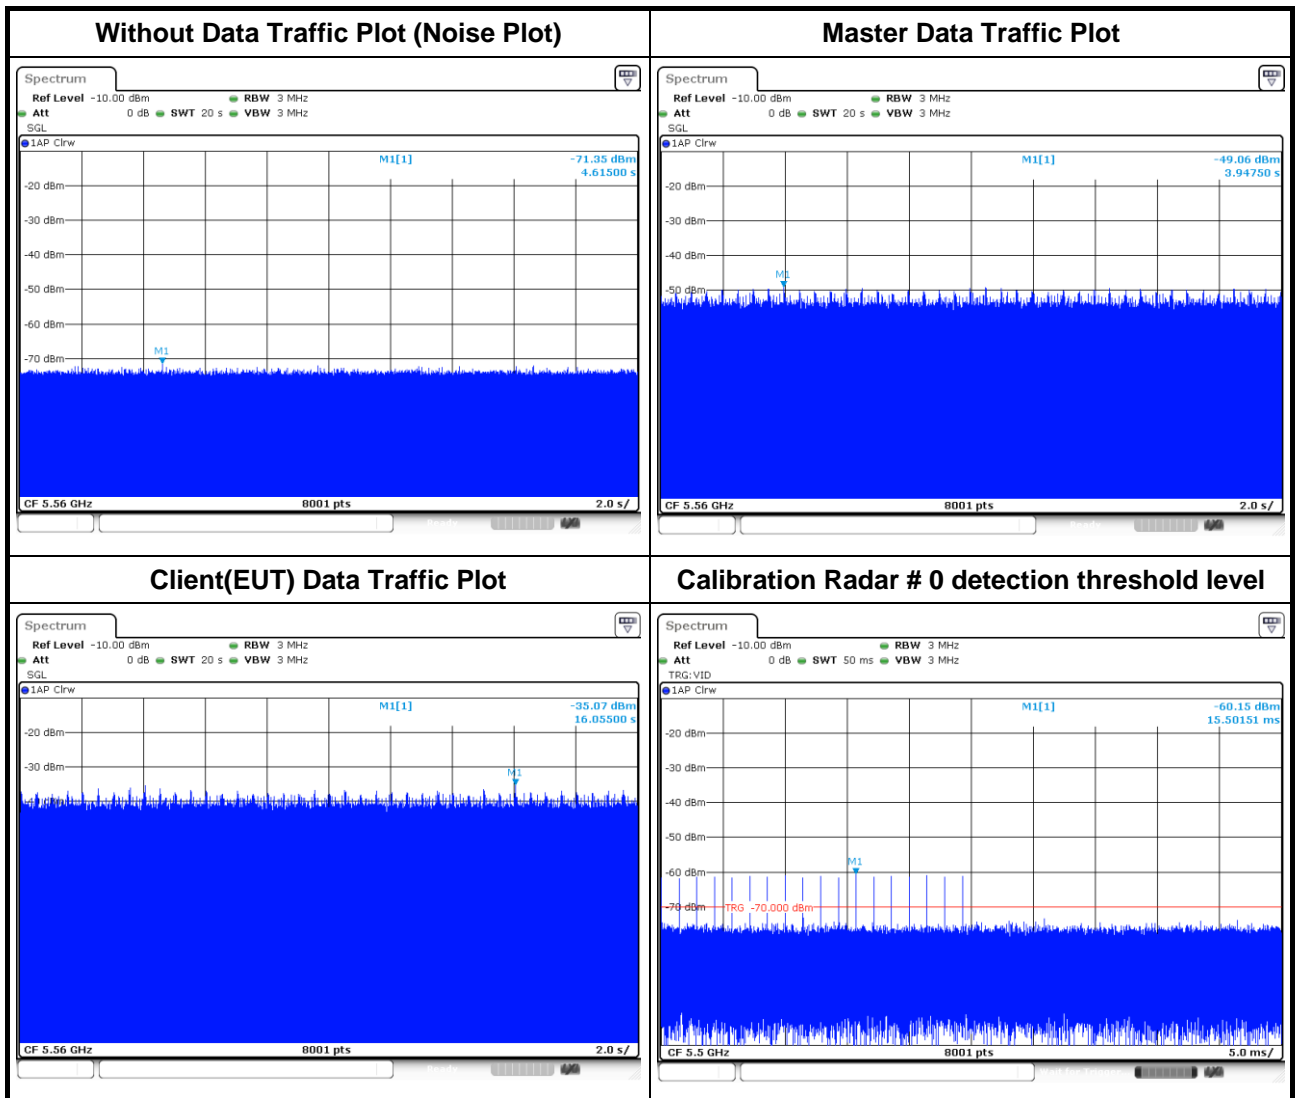 Without Data Traffic Plot (Noise Plot)
Spectrum
Ref Level -10.00 dBm RBW 3 MHz
Att 0 dB SWT 20 s VBW 3 MHz
SGL
1AP Clrw
M1[1] -71.35 dBm
4.61500 s
-20 dBm
-30 dBm
-40 dBm
-50 dBm
-60 dBm
M1
-70 dBm
CF 5.56 GHz 8001 pts 2.0 s/
Ready
Master Data Traffic Plot
Spectrum
Ref Level -10.00 dBm RBW 3 MHz
Att 0 dB SWT 20 s VBW 3 MHz
SGL
1AP Clrw
M1[1] -49.06 dBm
3.94750 s
-20 dBm
-30 dBm
-40 dBm
M1
-50 dBm
CF 5.56 GHz 8001 pts 2.0 s/
Ready
Client(EUT) Data Traffic Plot
Spectrum
Ref Level -10.00 dBm RBW 3 MHz
Att 0 dB SWT 20 s VBW 3 MHz
SGL
1AP Clrw
M1[1] -35.07 dBm
16.05500 s
-20 dBm
-30 dBm
M1
CF 5.56 GHz 8001 pts 2.0 s/
Ready
Calibration Radar # 0 detection threshold level
Spectrum
Ref Level -10.00 dBm RBW 3 MHz
Att 0 dB SWT 50 ms VBW 3 MHz
TRG:VID
1AP Clrw
M1[1] -60.15 dBm
15.50151 ms
-20 dBm
-30 dBm
-40 dBm
-50 dBm
M1
-60 dBm
-70 dBm TRG -70.000 dBm
CF 5.5 GHz 8001 pts 5.0 ms/
Wait for Trigger